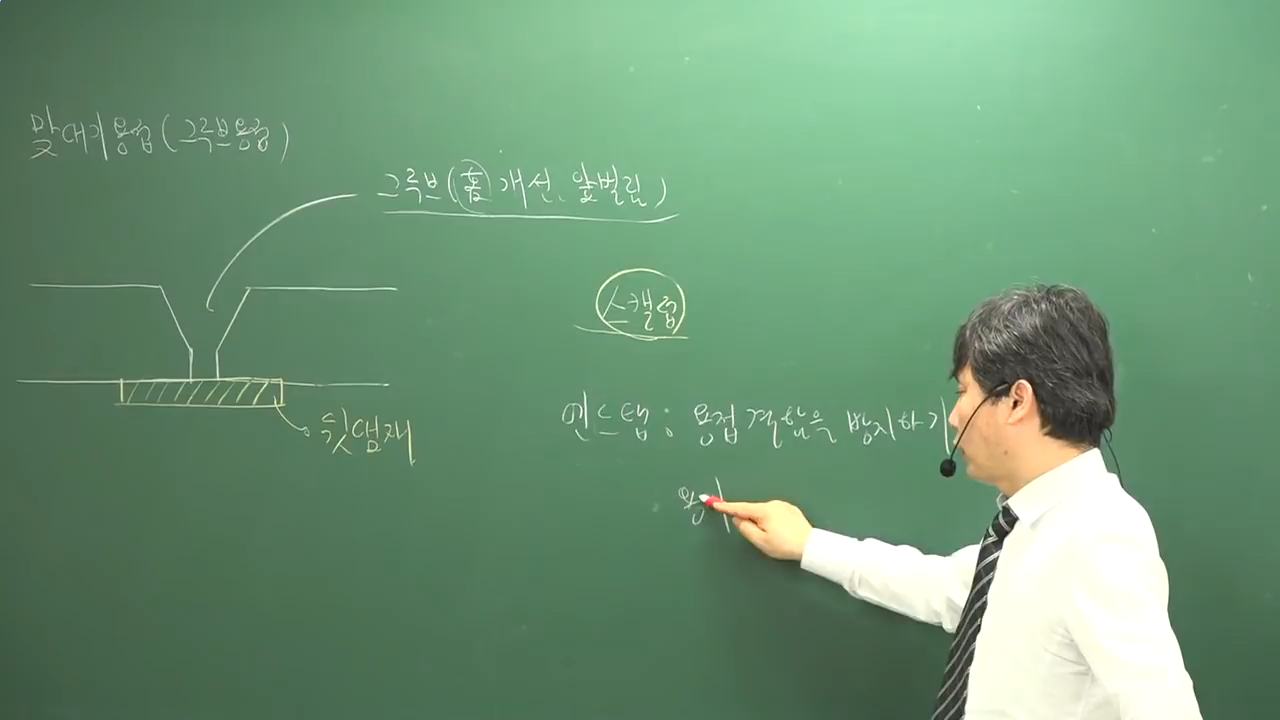 맞대기용접(그루브용접)
그루브(홈, 개선, 앞벌림)
스캘럽
뒷댐재
엔드탭: 용접결함을 방지하기
위